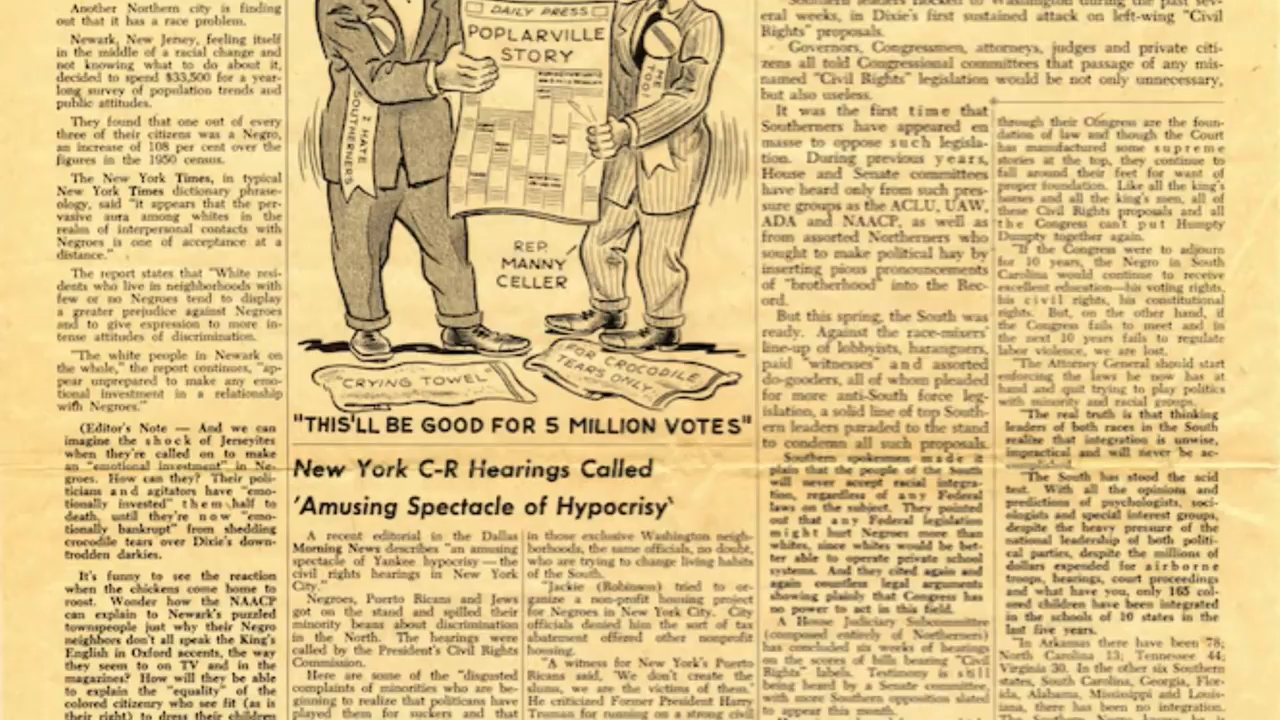 Another Northern city is finding
out that it has a race problem.
Newark, New Jersey, feeling itself
in the middle of a racial change and
not knowing what to do about it,
decided to spend $33,500 for a year-
long survey of population trends and
public attitudes.
They found that one out of every
three of their citizens was a Negro,
an increase of 108 per cent over the
figures in the 1950 census.
The New York Times, in typical
New York Times dictionary phrase-
ology, said "it appears that the per-
vasive aura among whites in the
realm of interpersonal contacts with
Negroes is one of acceptance at a
distance."
The report states that "White resi-
dents who live in neighborhoods with
few or no Negroes tend to display
a greater prejudice against Negroes
and to give expression to more in-
tense attitudes of discrimination.
"The white people in Newark on
the whole," the report continues, "ap-
pear unprepared to make any emo-
tional investment in a relationship
with Negroes."
(Editor's Note — And we can
imagine the shock of Jerseyites
when they're called on to make
an "emotional investment" in Ne-
groes. How can they? Their poli-
ticians and agitators have "emo-
tionally invested" them half to
death, until they're now "emo-
tionally bankrupt" from shedding
crocodile tears over Dixie's down-
trodden darkies.
It's funny to see the reaction
when the chickens come home to
roost. Wonder how the NAACP
can explain to Newark's puzzled
townspeople just why their Negro
neighbors don't all speak the King's
English in Oxford accents, the way
they seem to on TV and in the
magazines? How will they be able
to explain the "equality" of the
colored citizenry who see fit (as is
their right) to dress their children
DAILY PRESS
POPLARVILLE
STORY
I HATE
SOUTHERNERS
ME
TOO!
REP.
MANNY
CELLER
"CRYING TOWEL"
FOR CROCODILE
TEARS ONLY
"THIS'LL BE GOOD FOR 5 MILLION VOTES"
New York C-R Hearings Called
'Amusing Spectacle of Hypocrisy'
A recent editorial in the Dallas
Morning News describes "an amusing
spectacle of Yankee hypocrisy — the
civil rights hearings in New York
City."
Negroes, Puerto Ricans and Jews
got on the stand and spilled their
minority beans about discrimination
in the North. The hearings were
called by the President's Civil Rights
Commission.
Here are some of the "disgusted
complaints of minorities who are be-
ginning to realize that politicans have
played them for suckers and that
in those exclusive Washington neigh-
borhoods, the same officials, no doubt,
who are trying to change living habits
of the South.
"Jackie (Robinson) tried to or-
ganize a non-profit housing project
for Negroes in New York City. City
officials denied him the sort of tax
abatement offered other nonprofit
housing.
"A witness for New York's Puerto
Ricans said, 'We don't create the
slums, we are the victims of them.'
He criticized Former President Harry
Truman for running on a strong civil
Southern leaders flocked to Washington during the past sev-
eral weeks, in Dixie's first sustained attack on left-wing "Civil
Rights" proposals.
Governors, Congressmen, attorneys, judges and private citi-
zens all told Congressional committees that passage of any mis-
named "Civil Rights" legislation would be not only unnecessary,
but also useless.
It was the first time that
Southerners have appeared en
masse to oppose such legisla-
tion. During previous years,
House and Senate committees
have heard only from such pres-
sure groups as the ACLU, UAW,
ADA and NAACP, as well as
from assorted Northerners who
sought to make political hay by
inserting pious pronouncements
of "brotherhood" into the Rec-
ord.
But this spring, the South was
ready. Against the race-mixers'
line-up of lobbyists, haranguers,
paid "witnesses" and assorted
do-gooders, all of whom pleaded
for more anti-South force leg-
islation, a solid line of top South-
ern leaders paraded to the stand
to condemn all such proposals.
Southern spokesmen made it
plain that the people of the South
will never accept racial integra-
tion, regardless of any Federal
laws on the subject. They pointed
out that any Federal legislation
might hurt Negroes more than
whites, since whites would be bet-
ter able to operate private school
systems. And they cited again and
again countless legal arguments
showing plainly that Congress has
no power to act in this field.
A House Judiciary Subcommittee
(composed entirely of Northerners)
has concluded six weeks of hearings
on the scores of bills bearing "Civil
Rights" labels. Testimony is still
being heard by a Senate committee,
with more Southern opposition slated
to appear this month.
through their Congress are the foun-
dation of law and though the Court
has manufactured some supreme
stories at the top, they continue to
fall around their feet for want of
proper foundation. Like all the king's
horses and all the king's men, all of
these Civil Rights proposals and all
the Congress can't put Humpty
Dumpty together again.
"If the Congress were to adjourn
for 10 years, the Negro in South
Carolina would continue to receive
excellent education—his voting rights,
his civil rights, his constitutional
rights. But, on the other hand, if
the Congress fails to meet and in
the next 10 years fails to regulate
labor violence, we are lost.
"The Attorney General should start
enforcing the laws he now has at
hand and quit trying to play politics
with minority and racial groups.
"The real truth is that thinking
leaders of both races in the South
realize that integration is unwise,
impractical and will never be ac-
"The South has stood the acid
test. With all the opinions and
predictions of psychologists, soci-
ologists and special interest groups,
despite the heavy pressure of the
national leadership of both politi-
cal parties, despite the millions of
dollars expended for airborne
troops, hearings, court proceedings
and what have you, only 165 col-
ored children have been integrated
in the schools of 10 states in the
last five years.
"In Arkansas there have been 78;
North Carolina 13; Tennessee 44;
Virginia 30. In the other six Southern
states, South Carolina, Georgia, Flor-
ida, Alabama, Mississippi and Louis-
iana, there has been no integration.